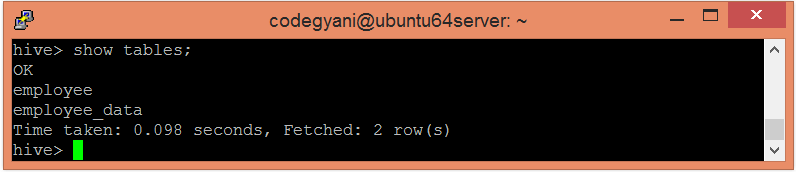 codegyani@ubuntu64server: ~
hive> show tables;
OK
employee
employee_data
Time taken: 0.098 seconds, Fetched: 2 row(s)
hive>